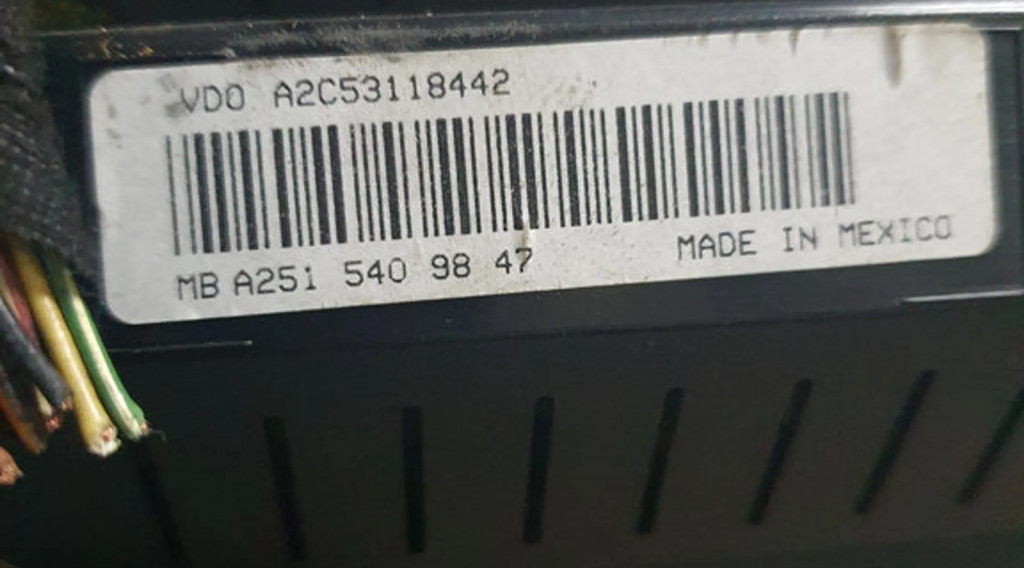 VDO A2C53118442
MB A251 540 98 47
MADE IN MEXICO